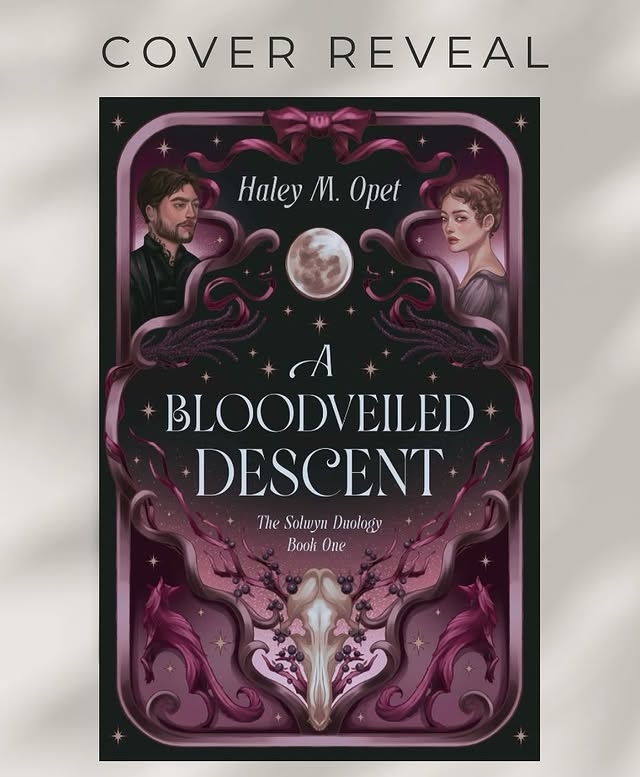 COVER REVEAL
Haley M. Opet
A
BLOODVEILED
DESCENT
The Solwyn Duology
Book One